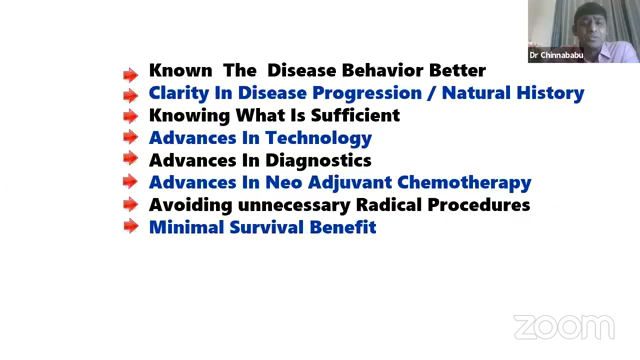 Dr Chinnababu
Known The Disease Behavior Better
Clarity In Disease Progression / Natural History
Knowing What Is Sufficient
Advances In Technology
Advances In Diagnostics
Advances In Neo Adjuvant Chemotherapy
Avoiding unnecessary Radical Procedures
Minimal Survival Benefit
zoom